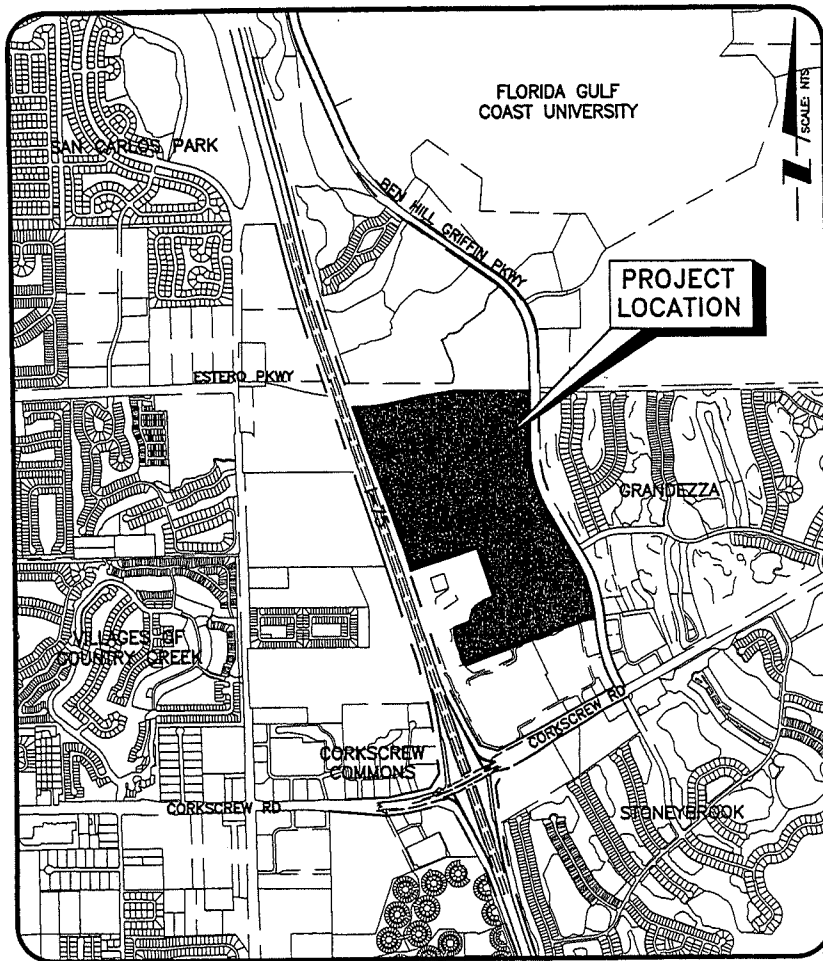 FLORIDA GULF
COAST UNIVERSITY
SCALE: NTS
SAN CARLOS PARK
BEN HILL GRIFFIN PKWY
PROJECT
LOCATION
ESTERO PKWY
I-75
GRANDEZZA
VILLAGES OF
COUNTRY CREEK
CORKSCREW RD
CORKSCREW
COMMONS
CORKSCREW RD
STONEYBROOK